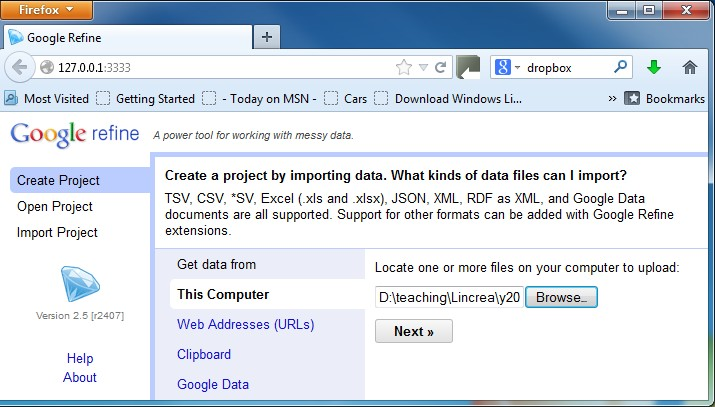 Firefox
Google Refine
127.0.0.1:3333
dropbox
Most Visited Getting Started - Today on MSN - Cars Download Windows Li... » Bookmarks
Google refine A power tool for working with messy data.
Create Project
Open Project
Import Project
Version 2.5 [r2407]
Help
About
Create a project by importing data. What kinds of data files can I import?
TSV, CSV, *SV, Excel (.xls and .xlsx), JSON, XML, RDF as XML, and Google Data
documents are all supported. Support for other formats can be added with Google Refine
extensions.
Get data from
This Computer
Web Addresses (URLs)
Clipboard
Google Data
Locate one or more files on your computer to upload:
D:\teaching\Lincrea\y20 Browse…
Next »